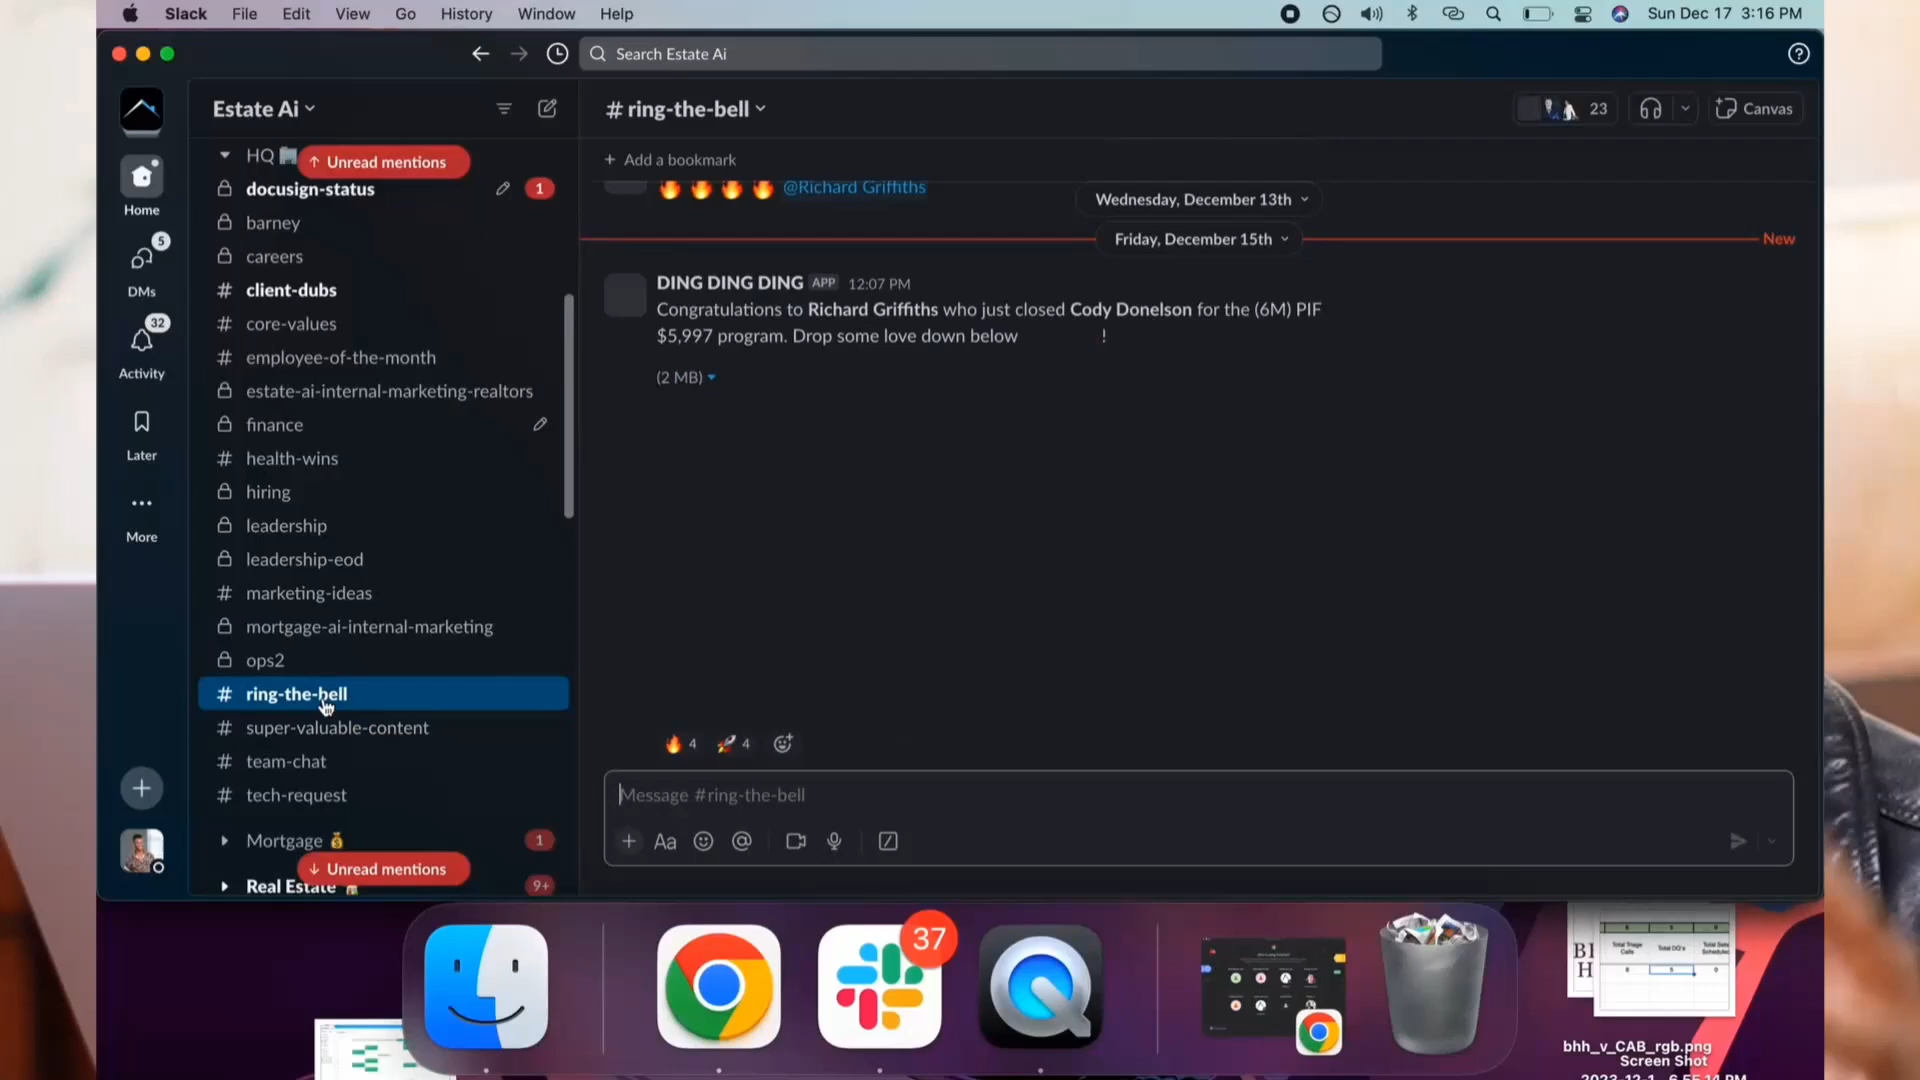 Slack File Edit View Go History Window Help
Sun Dec 17 3:16 PM
Search Estate Ai
Estate Ai
# ring-the-bell
23
Canvas
Add a bookmark
HQ
Unread mentions
docusign-status
1
barney
careers
# client-dubs
# core-values
# employee-of-the-month
estate-ai-internal-marketing-realtors
finance
# health-wins
hiring
leadership
leadership-eod
# marketing-ideas
mortgage-ai-internal-marketing
ops2
# ring-the-bell
# super-valuable-content
# team-chat
# tech-request
Mortgage 💰
1
Unread mentions
Real Estate
9+
Home
5
DMs
32
Activity
Later
More
🔥 🔥 🔥 🔥 @Richard Griffiths
Wednesday, December 13th
Friday, December 15th
New
DING DING DING APP 12:07 PM
Congratulations to Richard Griffiths who just closed Cody Donelson for the (6M) PIF
$5,997 program. Drop some love down below !
(2 MB)
🔥 4 🚀 4
Message #ring-the-bell
Aa
37
Total Triage Calls
Total DQ's
bhh_v_CAB_rgb.png
Screen Shot